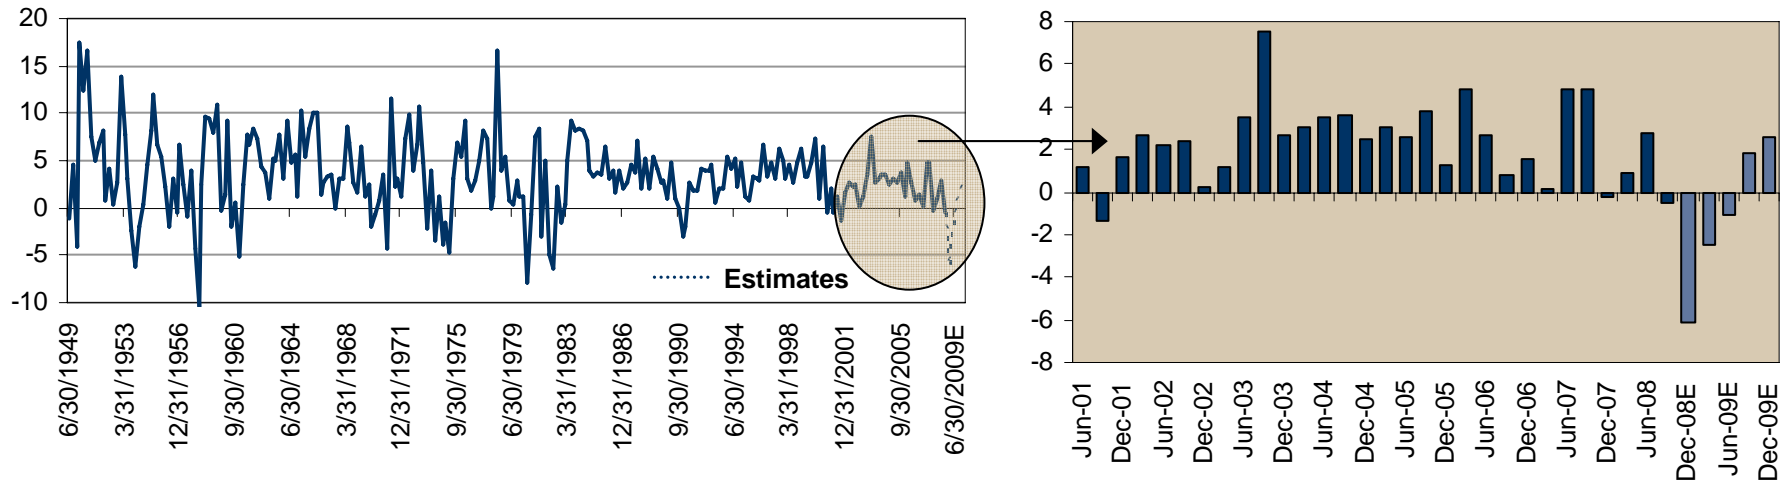 20
15
10
5
0
-5
-10
Estimates
6/30/1949
3/31/1953
12/31/1956
9/30/1960
6/30/1964
3/31/1968
12/31/1971
9/30/1975
6/30/1979
3/31/1983
12/31/1986
9/30/1990
6/30/1994
3/31/1998
12/31/2001
9/30/2005
6/30/2009E
8
6
4
2
0
-2
-4
-6
-8
Jun-01
Dec-01
Jun-02
Dec-02
Jun-03
Dec-03
Jun-04
Dec-04
Jun-05
Dec-05
Jun-06
Dec-06
Jun-07
Dec-07
Jun-08
Dec-08E
Jun-09E
Dec-09E